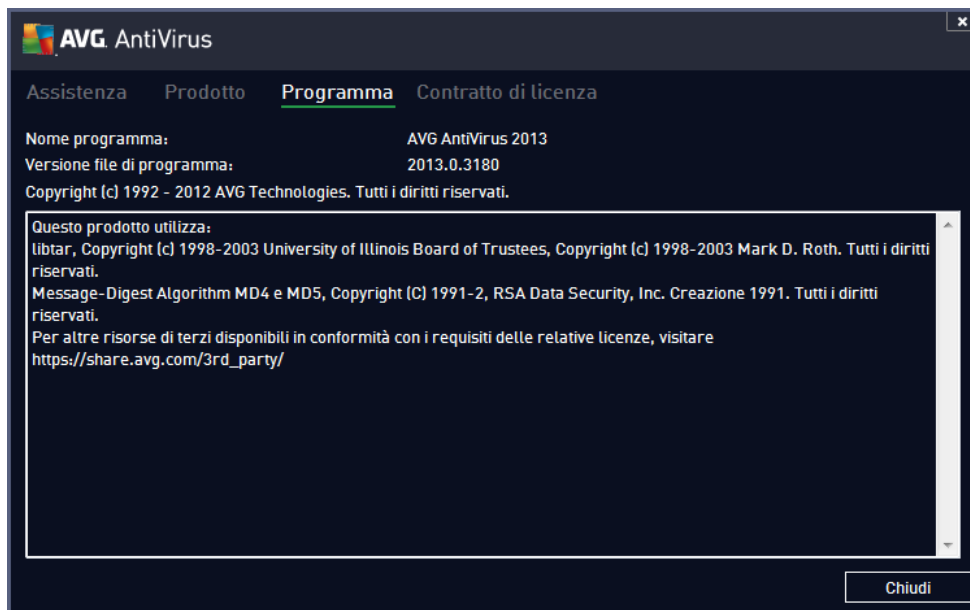 AVG. AntiVirus
x
Assistenza Prodotto Programma Contratto di licenza
Nome programma: AVG AntiVirus 2013
Versione file di programma: 2013.0.3180
Copyright (c) 1992 - 2012 AVG Technologies. Tutti i diritti riservati.
Questo prodotto utilizza:
libtar, Copyright (c) 1998-2003 University of Illinois Board of Trustees, Copyright (c) 1998-2003 Mark D. Roth. Tutti i diritti
riservati.
Message-Digest Algorithm MD4 e MD5, Copyright (C) 1991-2, RSA Data Security, Inc. Creazione 1991. Tutti i diritti
riservati.
Per altre risorse di terzi disponibili in conformità con i requisiti delle relative licenze, visitare
https://share.avg.com/3rd_party/
Chiudi